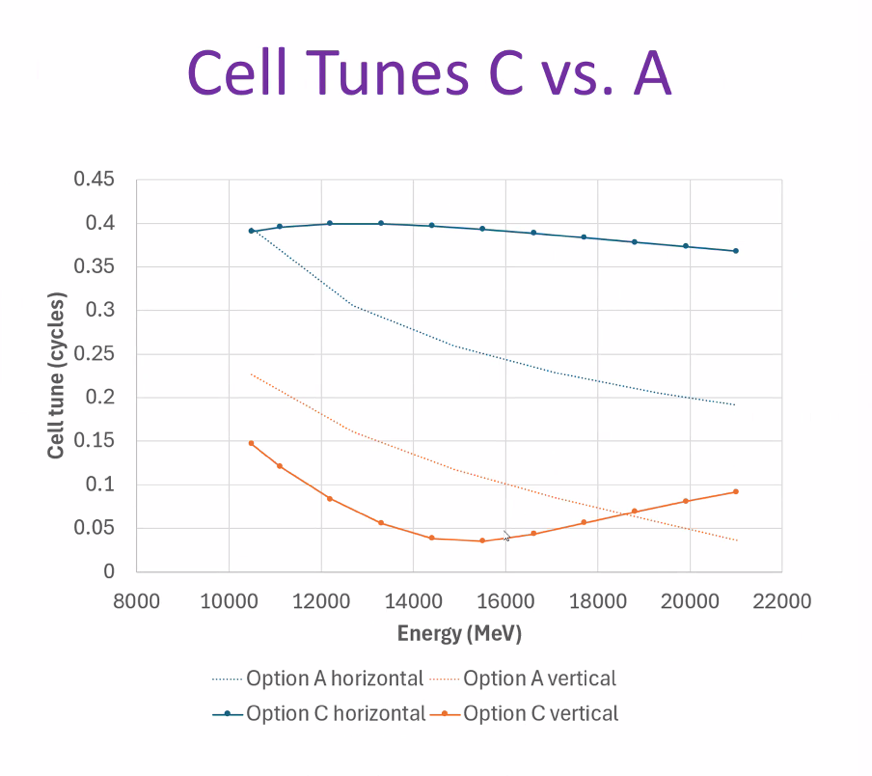 Cell Tunes C vs. A
0.45
0.4
0.35
0.3
0.25
0.2
0.15
0.1
0.05
0
Cell tune (cycles)
8000 10000 12000 14000 16000 18000 20000 22000
Energy (MeV)
Option A horizontal Option A vertical
Option C horizontal Option C vertical